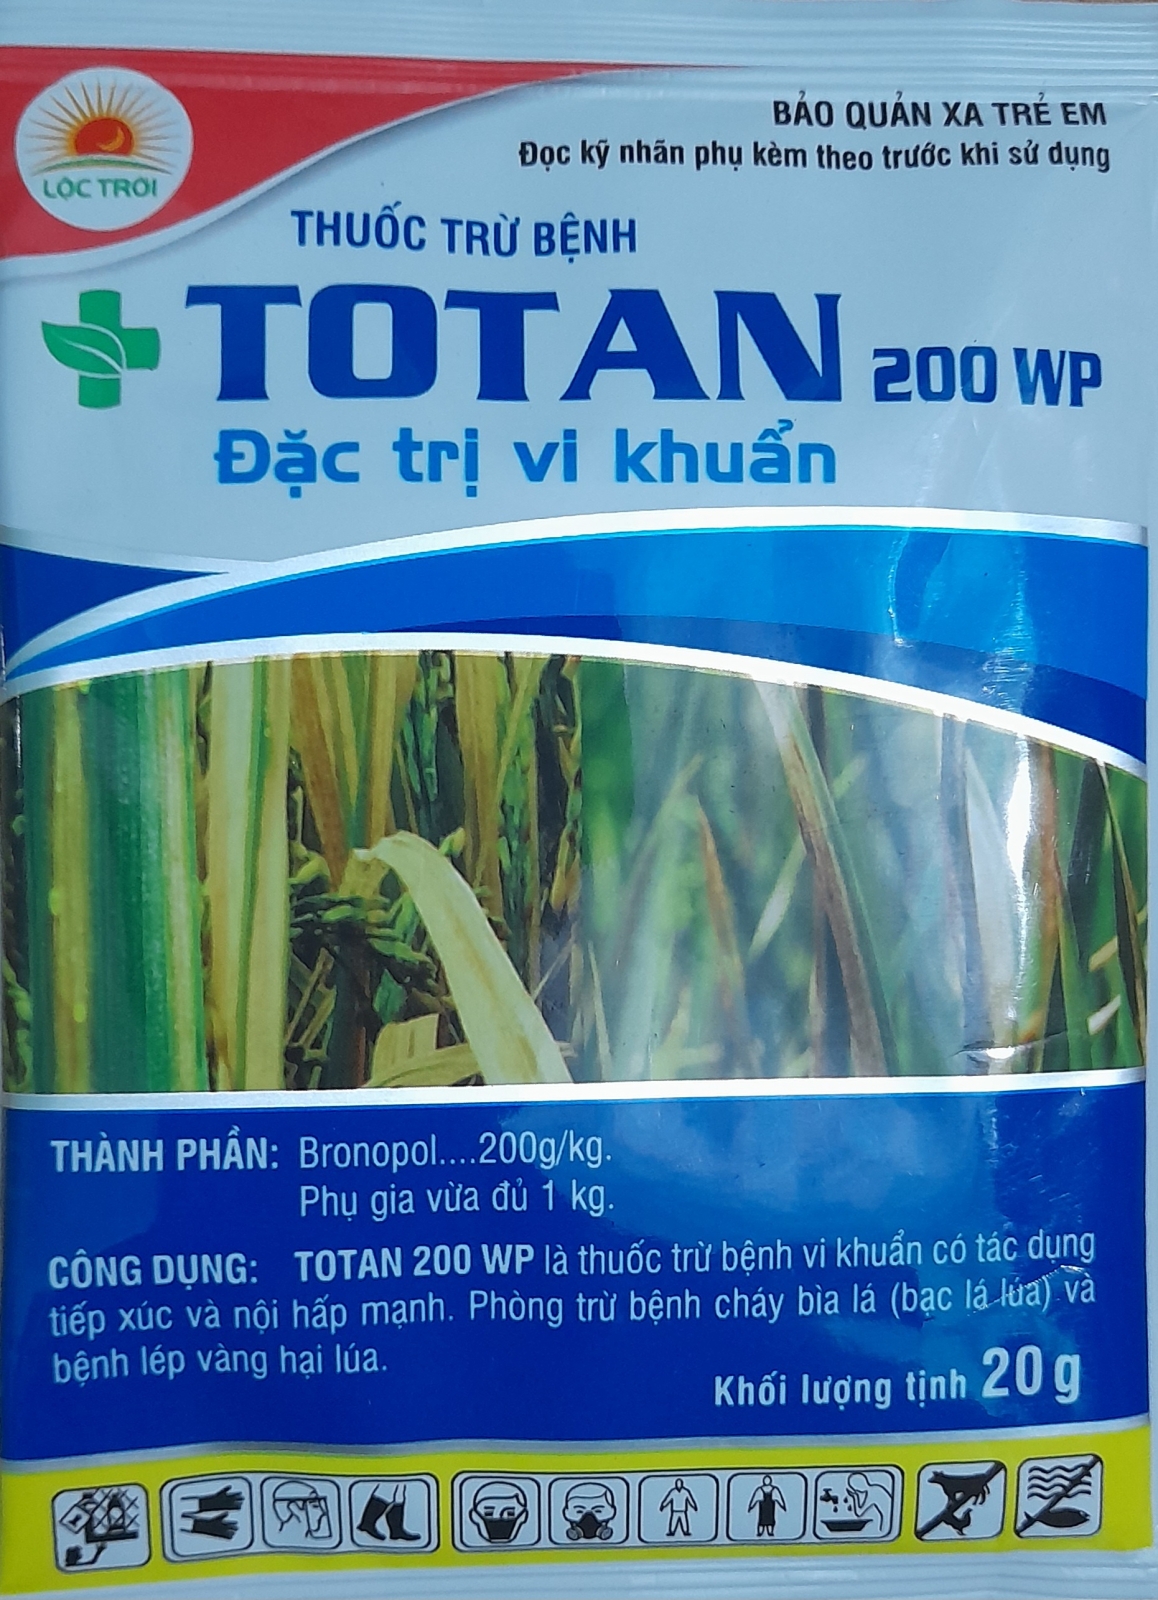 LỘC TRỜI
BẢO QUẢN XA TRẺ EM
Đọc kỹ nhãn phụ kèm theo trước khi sử dụng
THUỐC TRỪ BỆNH
TOTAN 200 WP
Đặc trị vi khuẩn
THÀNH PHẦN: Bronopol....200g/kg.
Phụ gia vừa đủ 1 kg.
CÔNG DỤNG: TOTAN 200 WP là thuốc trừ bệnh vi khuẩn có tác dụng
tiếp xúc và nội hấp mạnh. Phòng trừ bệnh cháy bìa lá (bạc lá lúa) và
bệnh lép vàng hại lúa.
Khối lượng tịnh 20 g